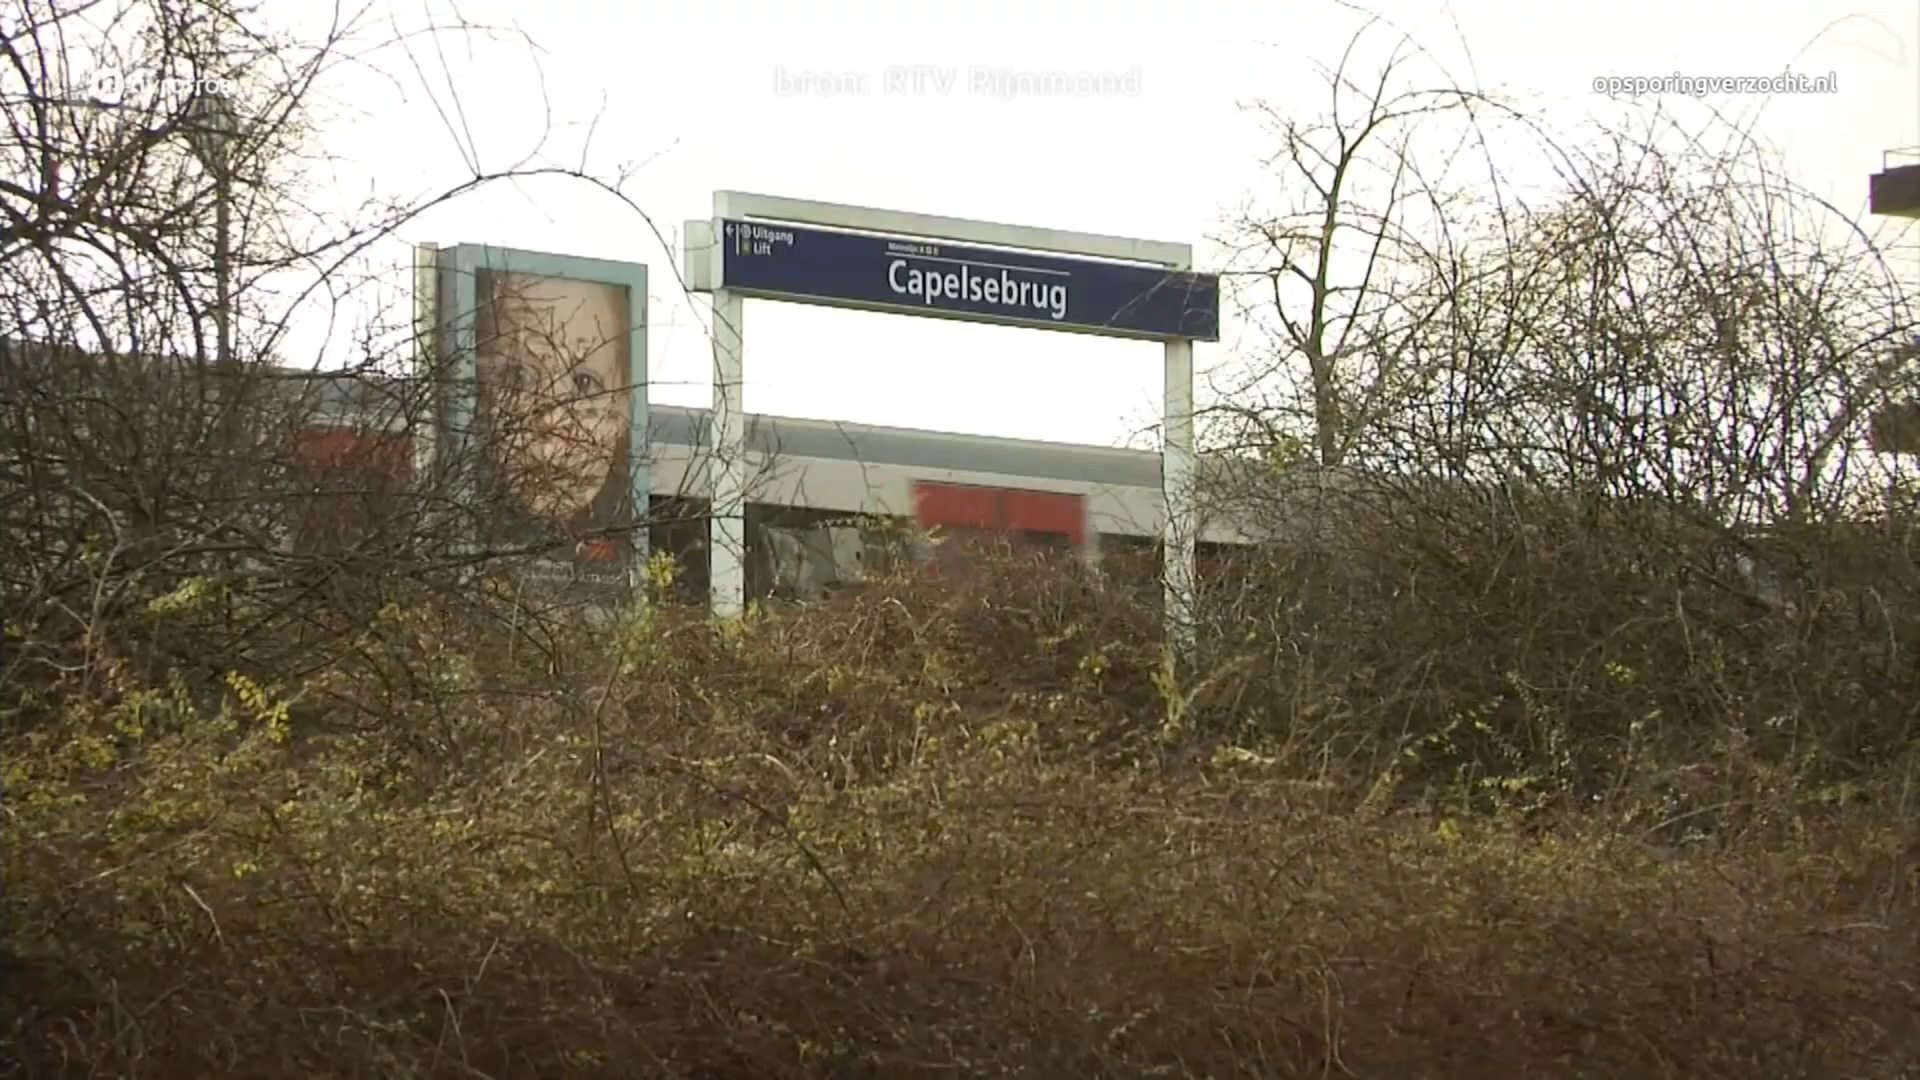 bron: RTV Rijnmond
opsporingverzocht.nl
Uitgang
Lift
Capelsebrug